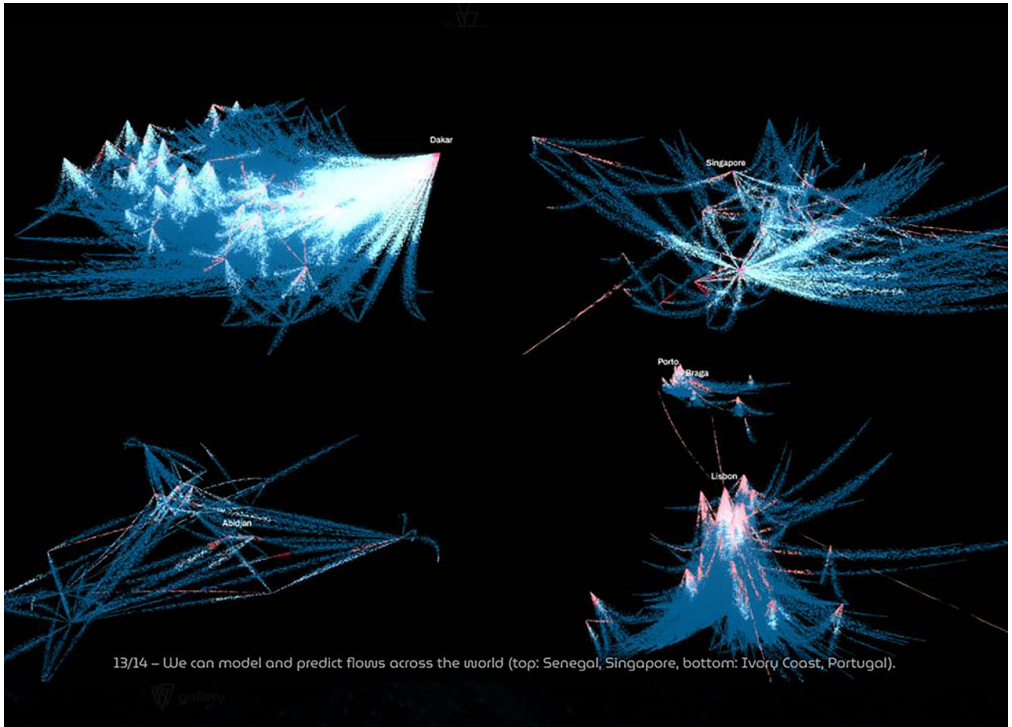 Dakar
Singapore
Porto
Braga
Lisbon
Abidjan
13/14 – We can model and predict flows across the world (top: Senegal, Singapore, bottom: Ivory Coast, Portugal).
gallery